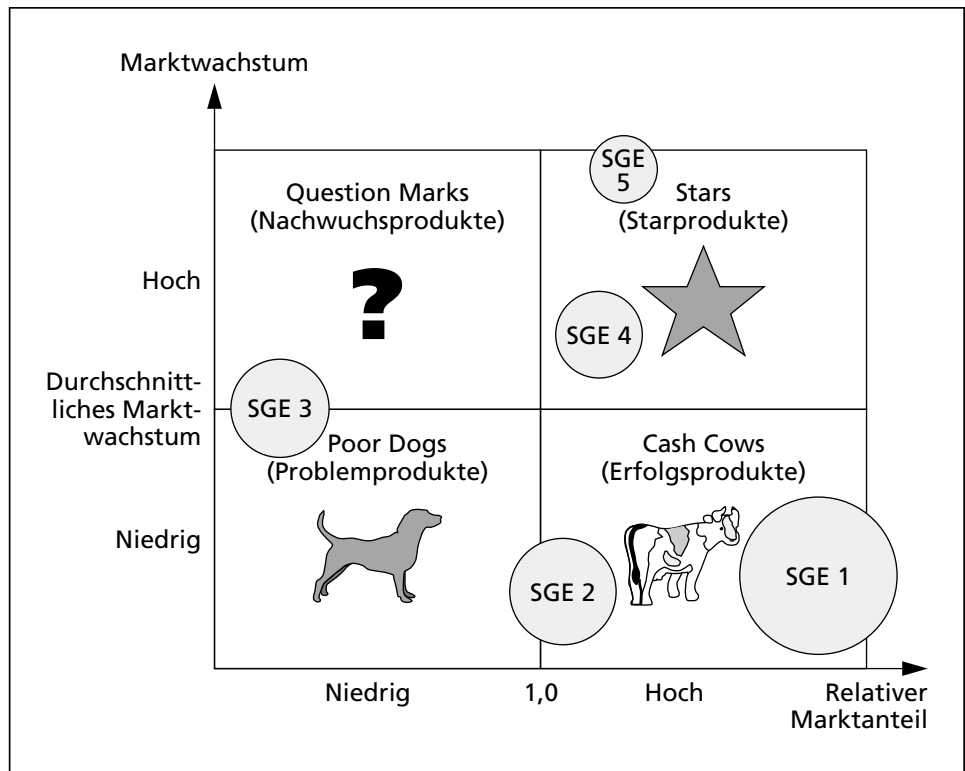 Marktwachstum
SGE
5
Question Marks
(Nachwuchsprodukte)
Stars
(Starprodukte)
Hoch
?
SGE 4
Durchschnitt-
liches Markt-
wachstum
SGE 3
Poor Dogs
(Problemprodukte)
Cash Cows
(Erfolgsprodukte)
Niedrig
SGE 2
SGE 1
Niedrig
1,0
Hoch
Relativer
Marktanteil